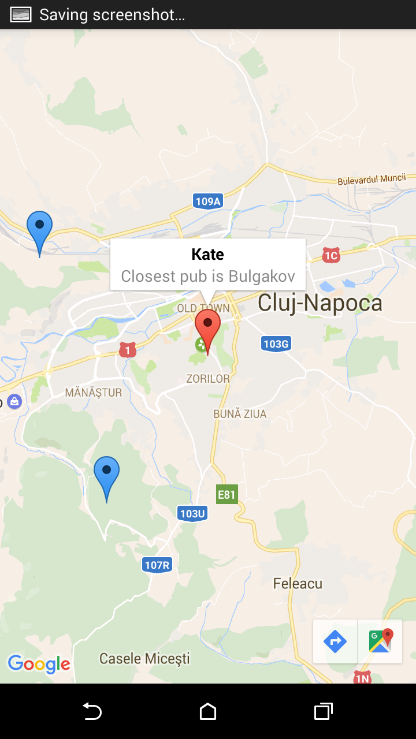 Saving screenshot...
Bulevardul Muncii
109A
Kate
1C
Closest pub is Bulgakov
OLD TOWN
Cluj-Napoca
103G
1
ZORILOR
MĂNĂȘTUR
BUNĂ ZIUA
E81
103U
107R
Feleacu
G
Google
Casele Micești
1N